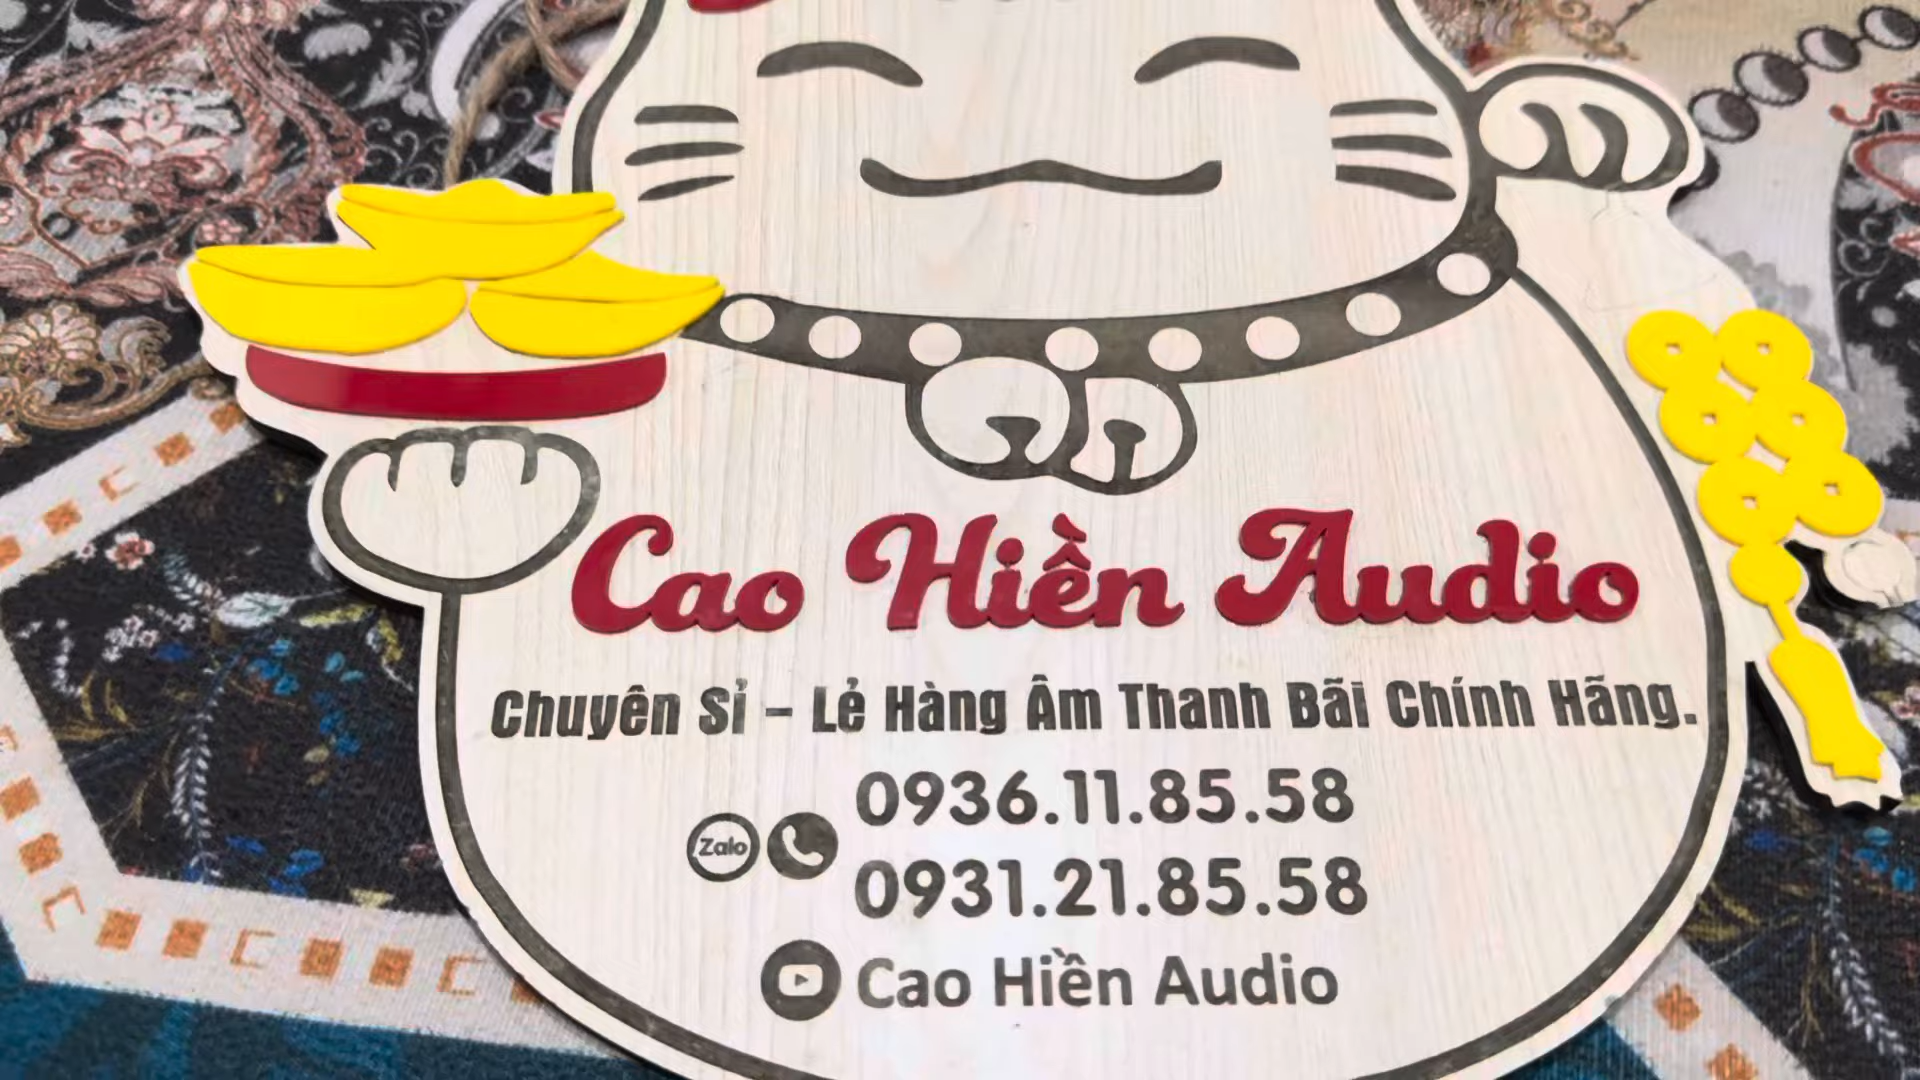 Cao Hiền Audio
Chuyên Sỉ - Lẻ Hàng Âm Thanh Bãi Chính Hãng.
0936.11.85.58
Zalo
0931.21.85.58
Cao Hiền Audio